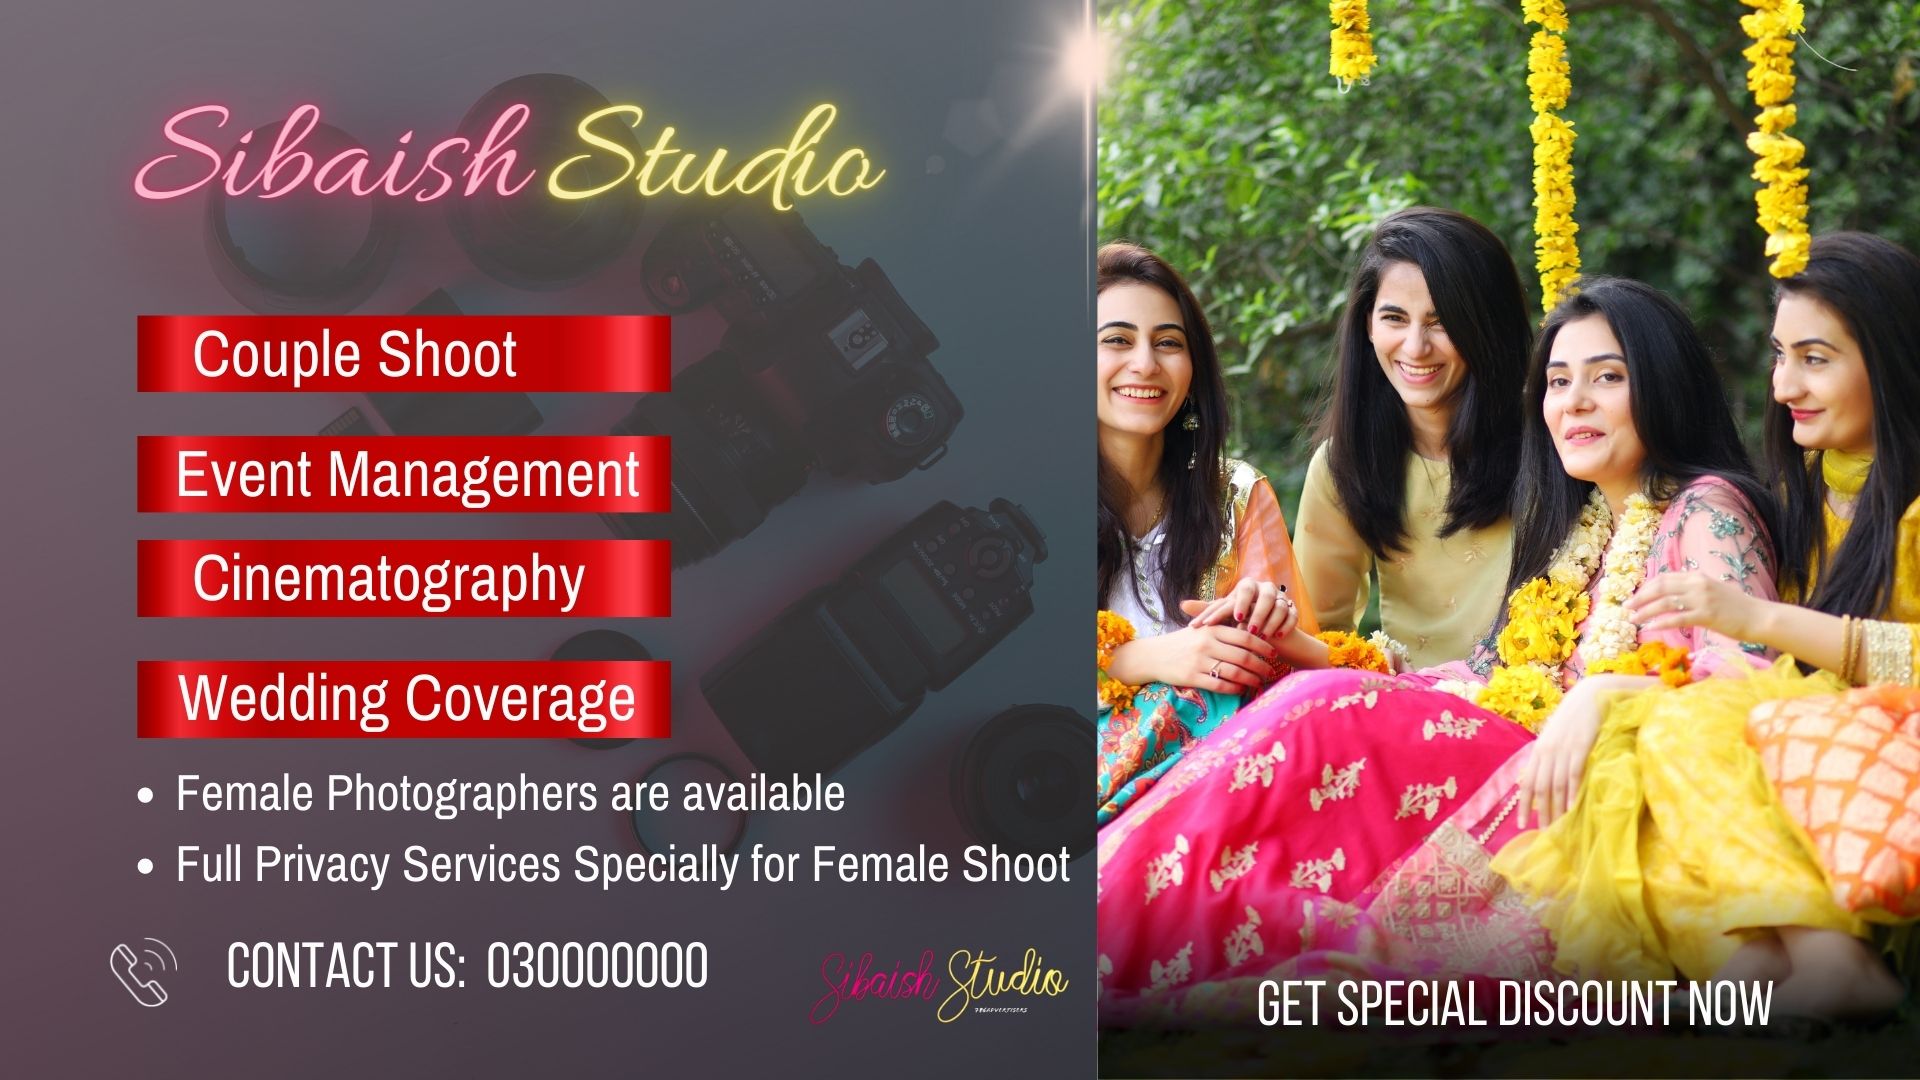 Sibaish Studio
Couple Shoot
Event Management
Cinematography
Wedding Coverage
• Female Photographers are available
• Full Privacy Services Specially for Female Shoot
CONTACT US: 030000000
Sibaish Studio
786ADVERTISERS
GET SPECIAL DISCOUNT NOW